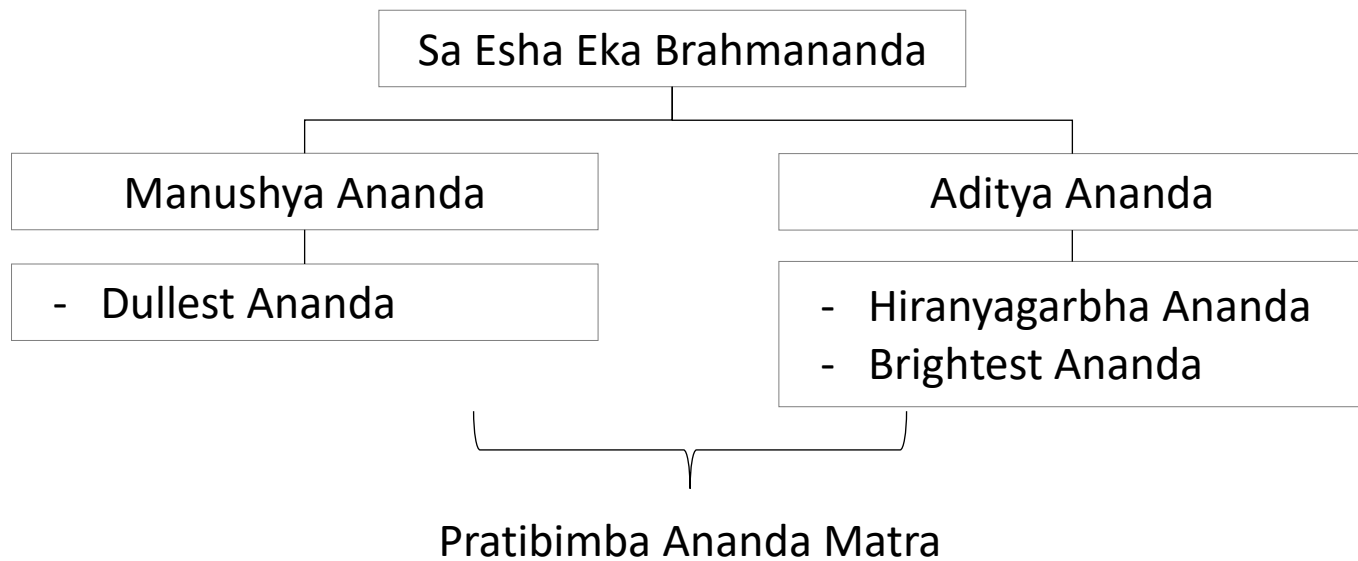 Sa Esha Eka Brahmananda
Manushya Ananda
Aditya Ananda
- Dullest Ananda
- Hiranyagarbha Ananda
- Brightest Ananda
Pratibimba Ananda Matra